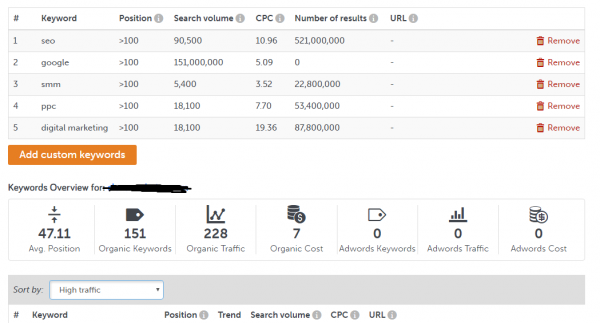 # Keyword Position Search volume CPC Number of results URL
1 seo >100 90,500 10.96 521,000,000 - Remove
2 google >100 151,000,000 5.09 0 - Remove
3 smm >100 5,400 3.52 22,800,000 - Remove
4 ppc >100 18,100 7.70 53,400,000 - Remove
5 digital marketing >100 18,100 19.36 87,800,000 - Remove
Add custom keywords
Keywords Overview for:
47.11 151 228 7 0 0 0
Avg. Position Organic Keywords Organic Traffic Organic Cost Adwords Keywords Adwords Traffic Adwords Cost
Sort by: High traffic
# Keyword Position Trend Search volume CPC URL